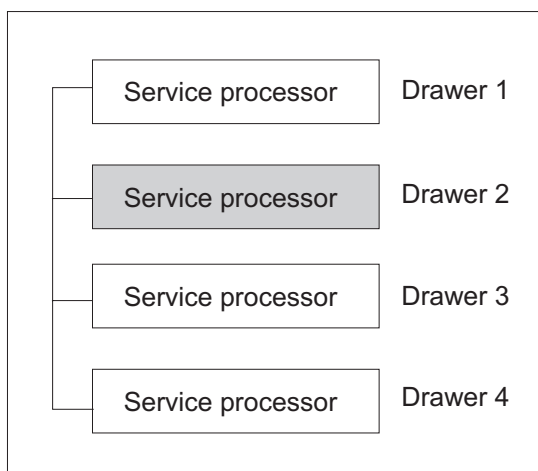 Service processor Drawer 1
Service processor Drawer 2
Service processor Drawer 3
Service processor Drawer 4